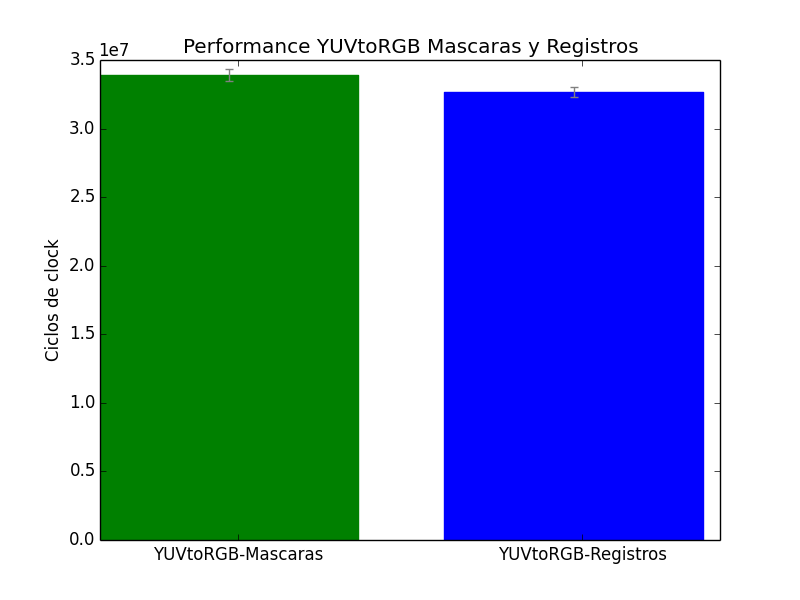 Performance YUVtoRGB Mascaras y Registros
1e7
3.5
3.0
2.5
2.0
1.5
1.0
0.5
0.0
Ciclos de clock
YUVtoRGB-Mascaras
YUVtoRGB-Registros